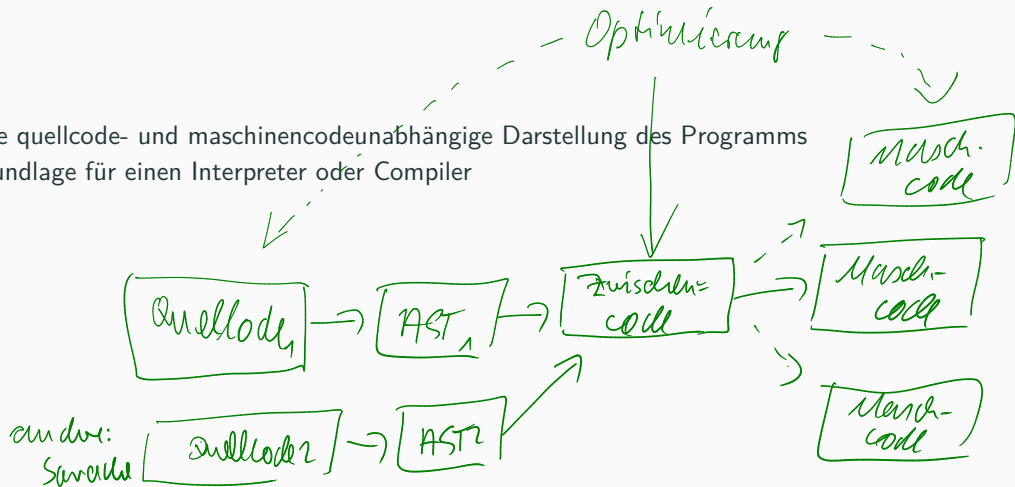 Optimierung
e quellcode- und maschinencodeunabhängige Darstellung des Programms
undlage für einen Interpreter oder Compiler
Masch.
code
Quellcode1
AST1
Zwischen=
code
Masch-
code
andre:
Sprache
Quellcode2
AST2
Masch-
code